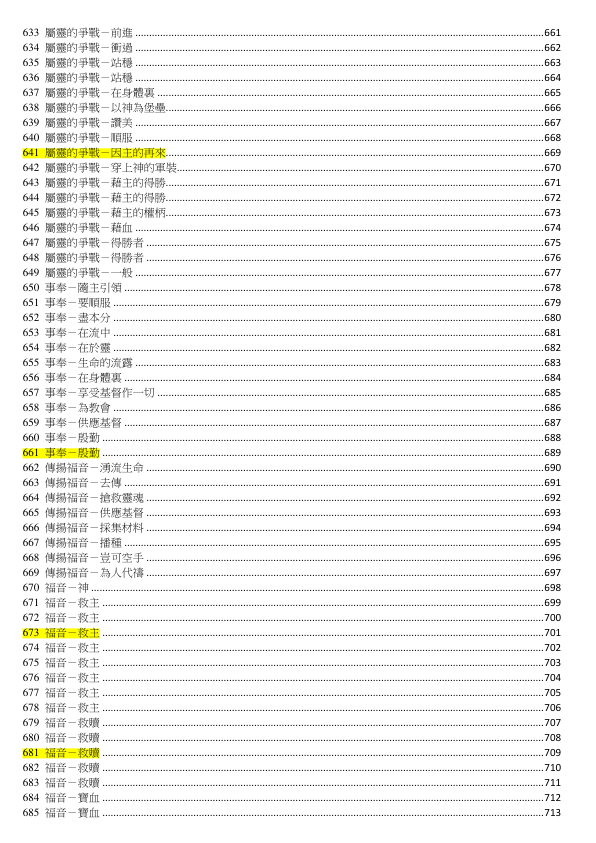 633 屬靈的爭戰－前進 ........ 661
634 屬靈的爭戰－衝過 ........ 662
635 屬靈的爭戰－站穩 ........ 663
636 屬靈的爭戰－站穩 ........ 664
637 屬靈的爭戰－在身體裏 ........ 665
638 屬靈的爭戰－以神為堡壘 ........ 666
639 屬靈的爭戰－讚美 ........ 667
640 屬靈的爭戰－順服 ........ 668
641 屬靈的爭戰－因主的再來 ........ 669
642 屬靈的爭戰－穿上神的軍裝 ........ 670
643 屬靈的爭戰－藉主的得勝 ........ 671
644 屬靈的爭戰－藉主的得勝 ........ 672
645 屬靈的爭戰－藉主的權柄 ........ 673
646 屬靈的爭戰－藉血 ........ 674
647 屬靈的爭戰－得勝者 ........ 675
648 屬靈的爭戰－得勝者 ........ 676
649 屬靈的爭戰－一般 ........ 677
650 事奉－隨主引領 ........ 678
651 事奉－要順服 ........ 679
652 事奉－盡本分 ........ 680
653 事奉－在流中 ........ 681
654 事奉－在於靈 ........ 682
655 事奉－生命的流露 ........ 683
656 事奉－在身體裏 ........ 684
657 事奉－享受基督作一切 ........ 685
658 事奉－為教會 ........ 686
659 事奉－供應基督 ........ 687
660 事奉－殷勤 ........ 688
661 事奉－殷勤 ........ 689
662 傳揚福音－湧流生命 ........ 690
663 傳揚福音－去傳 ........ 691
664 傳揚福音－搶救靈魂 ........ 692
665 傳揚福音－供應基督 ........ 693
666 傳揚福音－採集材料 ........ 694
667 傳揚福音－播種 ........ 695
668 傳揚福音－豈可空手 ........ 696
669 傳揚福音－為人代禱 ........ 697
670 福音－神 ........ 698
671 福音－救主 ........ 699
672 福音－救主 ........ 700
673 福音－救主 ........ 701
674 福音－救主 ........ 702
675 福音－救主 ........ 703
676 福音－救主 ........ 704
677 福音－救主 ........ 705
678 福音－救主 ........ 706
679 福音－救贖 ........ 707
680 福音－救贖 ........ 708
681 福音－救贖 ........ 709
682 福音－救贖 ........ 710
683 福音－救贖 ........ 711
684 福音－寶血 ........ 712
685 福音－寶血 ........ 713